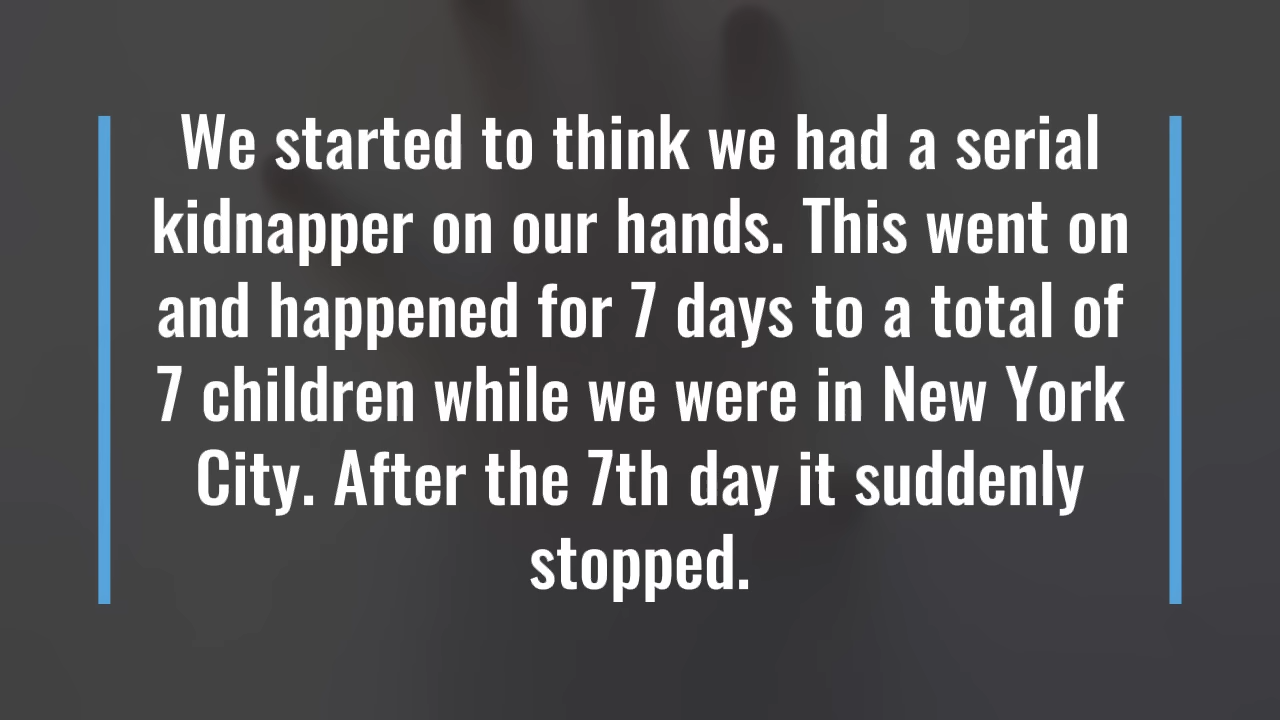 We started to think we had a serial
kidnapper on our hands. This went on
and happened for 7 days to a total of
7 children while we were in New York
City. After the 7th day it suddenly
stopped.